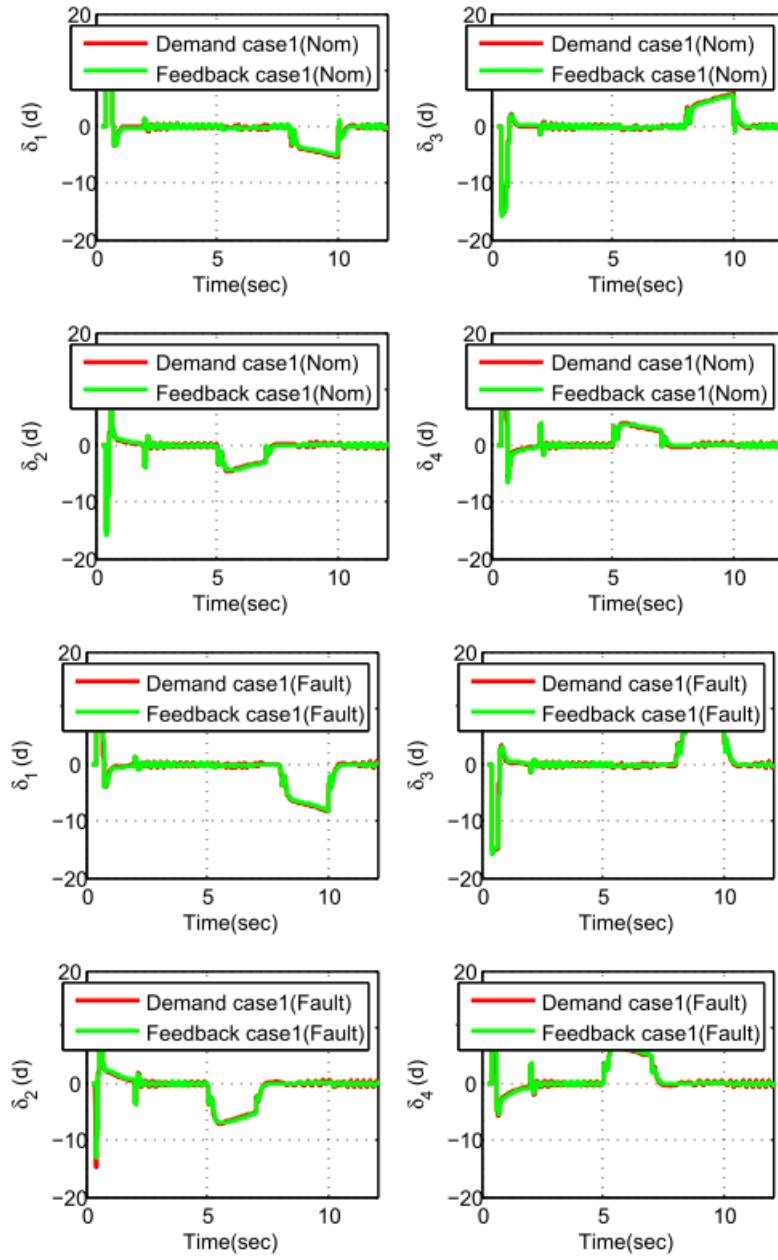 20
Demand case1(Nom)
Feedback case1(Nom)
δ1 (d)
0
−10
−20
0
5
10
Time(sec)
20
Demand case1(Nom)
Feedback case1(Nom)
δ3 (d)
0
−10
−20
0
5
10
Time(sec)
20
Demand case1(Nom)
Feedback case1(Nom)
δ2 (d)
0
−10
−20
0
5
10
Time(sec)
20
Demand case1(Nom)
Feedback case1(Nom)
δ4 (d)
0
−10
−20
0
5
10
Time(sec)
20
Demand case1(Fault)
Feedback case1(Fault)
δ1 (d)
0
−10
−20
0
5
10
Time(sec)
20
Demand case1(Fault)
Feedback case1(Fault)
δ3 (d)
0
−10
−20
0
5
10
Time(sec)
20
Demand case1(Fault)
Feedback case1(Fault)
δ2 (d)
0
−10
−20
0
5
10
Time(sec)
20
Demand case1(Fault)
Feedback case1(Fault)
δ4 (d)
0
−10
−20
0
5
10
Time(sec)